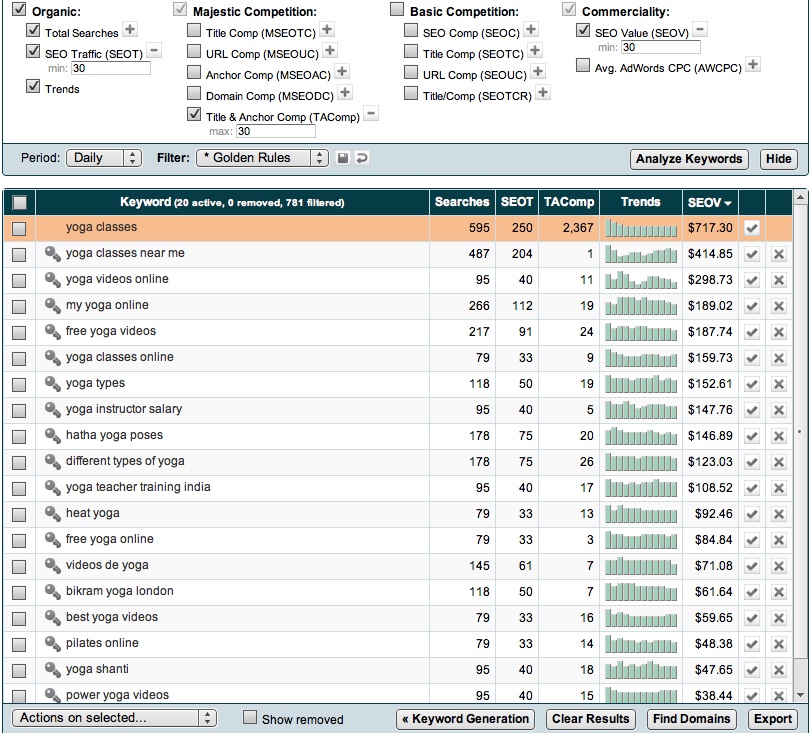 Organic: Majestic Competition: Basic Competition: Commerciality:
Total Searches + Title Comp (MSEOTC) + SEO Comp (SEOC) + SEO Value (SEOV) −
SEO Traffic (SEOT) − URL Comp (MSEOUC) + Title Comp (SEOTC) + min: 30
min: 30 Anchor Comp (MSEOAC) + URL Comp (SEOUC) + Avg. AdWords CPC (AWCPC) +
Trends Domain Comp (MSEODC) + Title/Comp (SEOTCR) +
Title & Anchor Comp (TAComp) −
max: 30
Period: Daily Filter: * Golden Rules Analyze Keywords Hide
Keyword (20 active, 0 removed, 781 filtered) Searches SEOT TAComp Trends SEOV
yoga classes 595 250 2,367 $717.30
yoga classes near me 487 204 1 $414.85
yoga videos online 95 40 11 $298.73
my yoga online 266 112 19 $189.02
free yoga videos 217 91 24 $187.74
yoga classes online 79 33 9 $159.73
yoga types 118 50 19 $152.61
yoga instructor salary 95 40 5 $147.76
hatha yoga poses 178 75 20 $146.89
different types of yoga 178 75 26 $123.03
yoga teacher training india 95 40 17 $108.52
heat yoga 79 33 13 $92.46
free yoga online 79 33 3 $84.84
videos de yoga 145 61 7 $71.08
bikram yoga london 118 50 7 $61.64
best yoga videos 79 33 16 $59.65
pilates online 79 33 14 $48.38
yoga shanti 95 40 18 $47.65
power yoga videos 95 40 15 $38.44
Actions on selected... Show removed « Keyword Generation Clear Results Find Domains Export